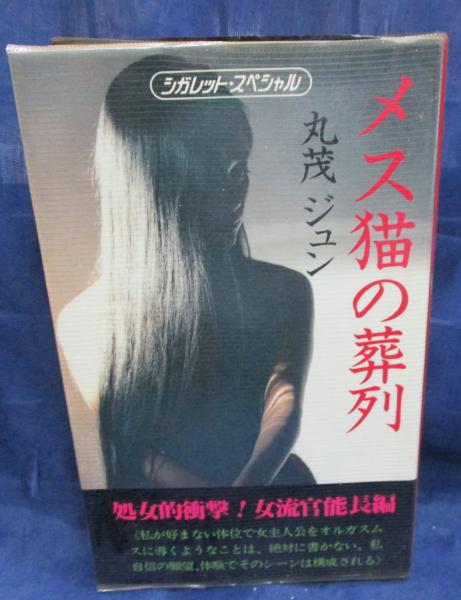 シガレット・スペシャル
メス猫の葬列
丸茂ジュン
処女的衝撃！女流官能長編
《私が好まない体位で女主人公をオルガスム
スに導くようなことは、絶対に書かない。私
自信の願望、体験でそのシーンは構成される》